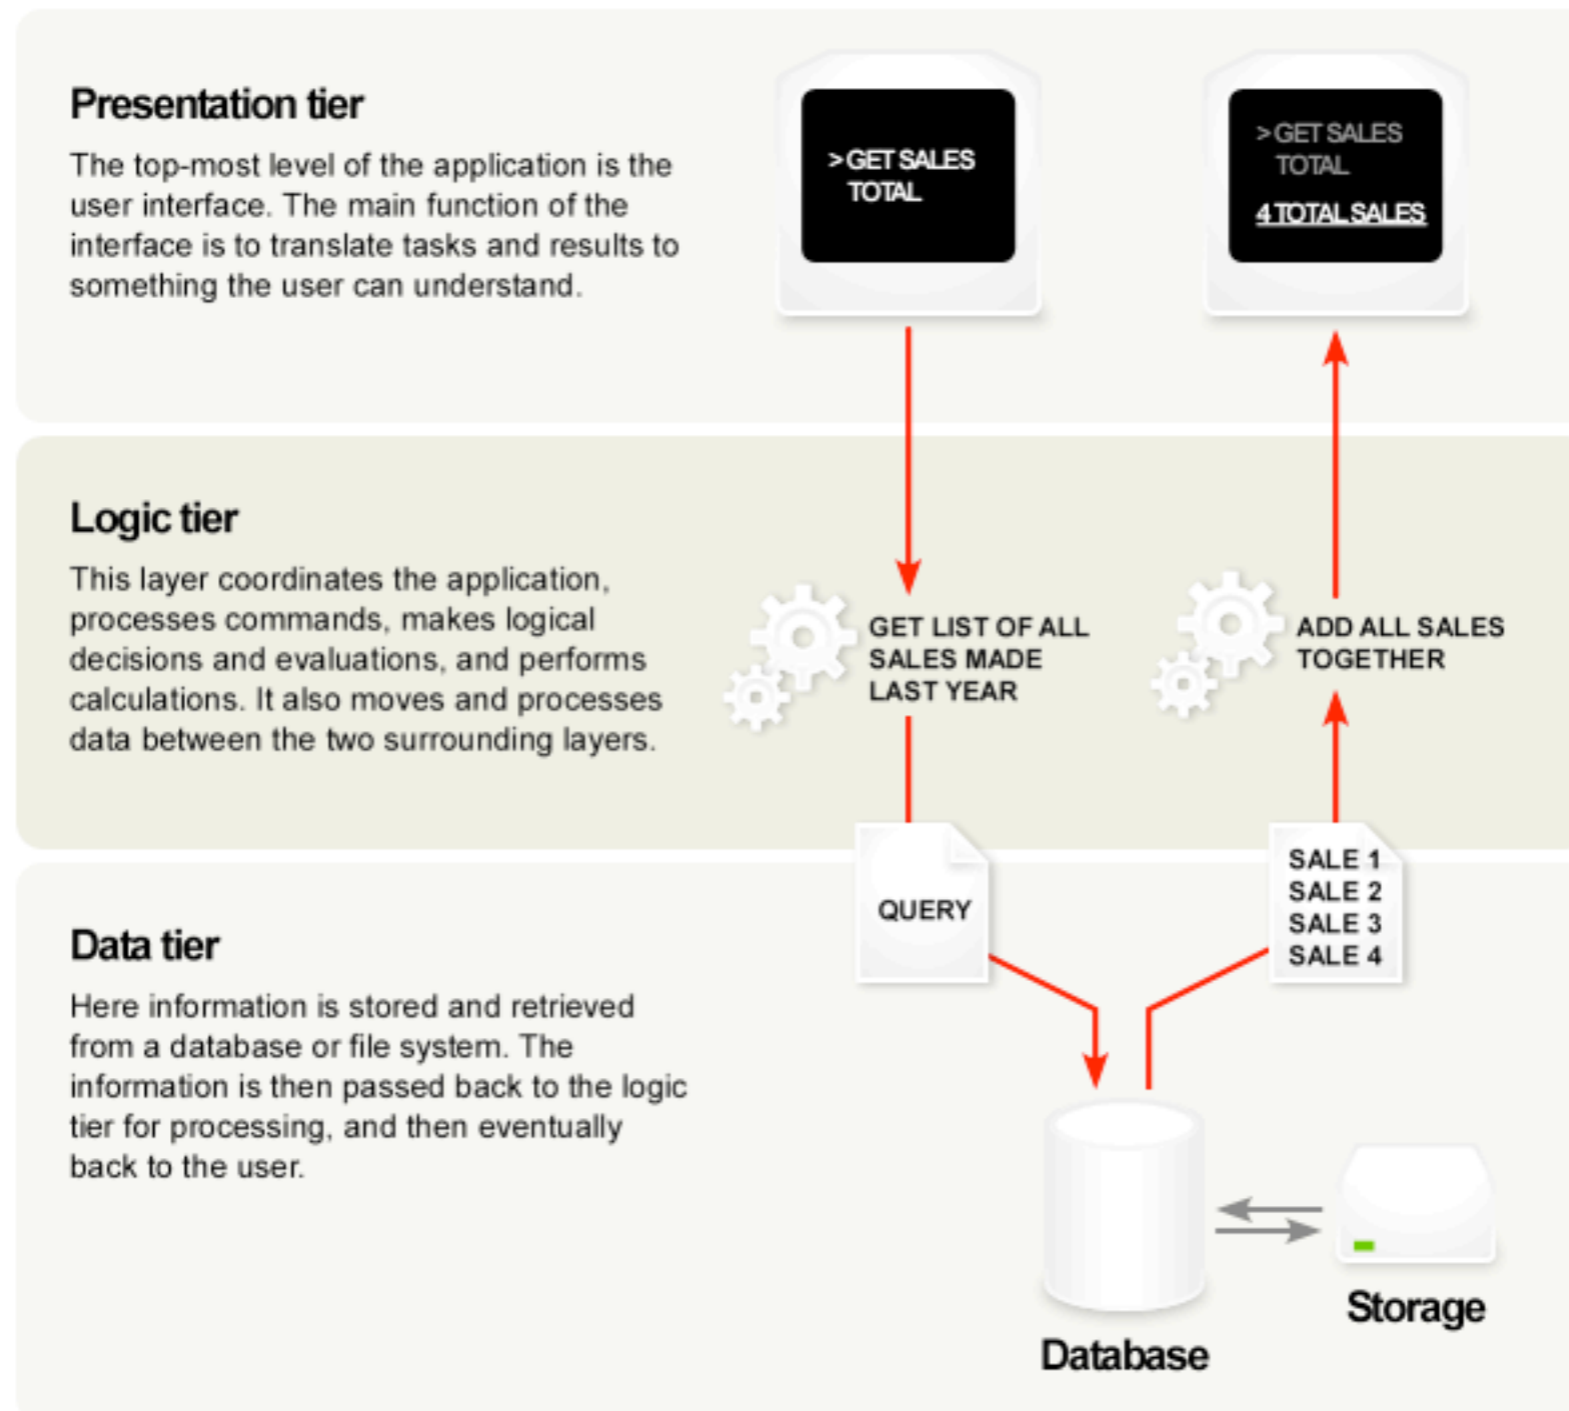 Presentation tier
The top-most level of the application is the
user interface. The main function of the
interface is to translate tasks and results to
something the user can understand.
>GET SALES
TOTAL
>GET SALES
TOTAL
4 TOTAL SALES
Logic tier
This layer coordinates the application,
processes commands, makes logical
decisions and evaluations, and performs
calculations. It also moves and processes
data between the two surrounding layers.
GET LIST OF ALL
SALES MADE
LAST YEAR
ADD ALL SALES
TOGETHER
QUERY
SALE 1
SALE 2
SALE 3
SALE 4
Data tier
Here information is stored and retrieved
from a database or file system. The
information is then passed back to the logic
tier for processing, and then eventually
back to the user.
Database
Storage